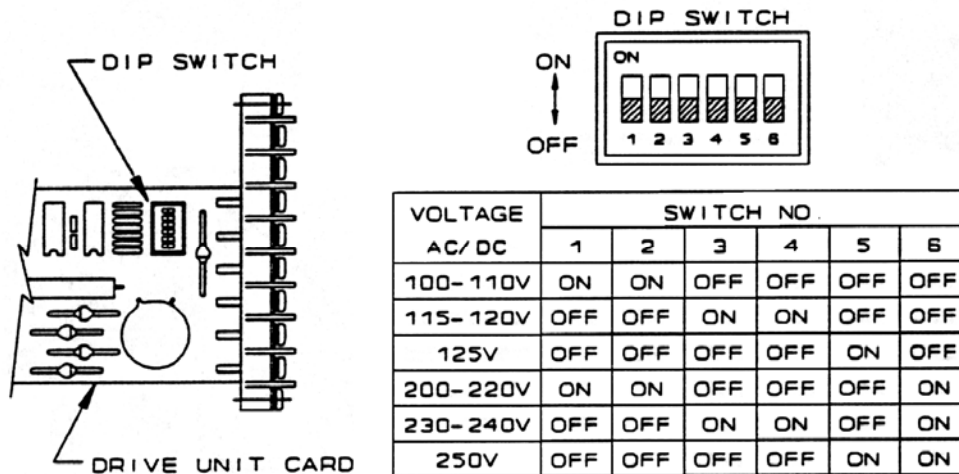 DIP SWITCH
DRIVE UNIT CARD
DIP SWITCH
ON
OFF
ON
1 2 3 4 5 6
VOLTAGE AC/DC SWITCH NO.
1 2 3 4 5 6
100-110V ON ON OFF OFF OFF OFF
115-120V OFF OFF ON ON OFF OFF
125V OFF OFF OFF OFF ON OFF
200-220V ON ON OFF OFF OFF ON
230-240V OFF OFF ON ON OFF ON
250V OFF OFF OFF OFF ON ON